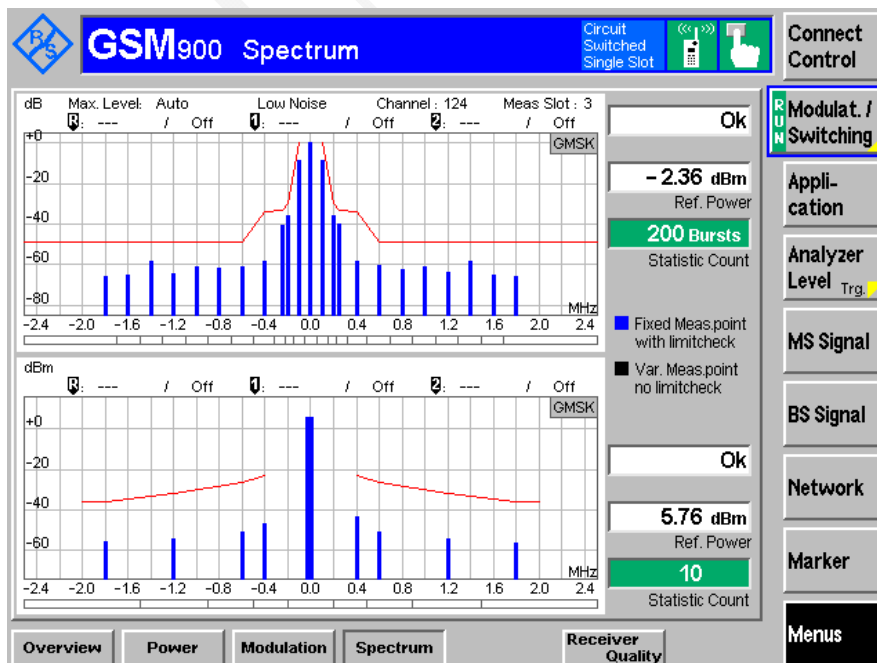 R&S
GSM900 Spectrum
Circuit
Switched
Single Slot
Connect
Control
dB Max. Level: Auto Low Noise Channel : 124 Meas Slot : 3
R: --- / Off 1: --- / Off 2: --- / Off
GMSK
+0
-20
-40
-60
-80
MHz
-2.4 -2.0 -1.6 -1.2 -0.8 -0.4 0.0 0.4 0.8 1.2 1.6 2.0 2.4
Ok
-2.36 dBm
Ref. Power
200 Bursts
Statistic Count
Fixed Meas.point
with limitcheck
Var. Meas.point
no limitcheck
dBm
R: --- / Off 1: --- / Off 2: --- / Off
GMSK
+0
-20
-40
-60
MHz
-2.4 -2.0 -1.6 -1.2 -0.8 -0.4 0.0 0.4 0.8 1.2 1.6 2.0 2.4
Ok
5.76 dBm
Ref. Power
10
Statistic Count
RUN
Modulat. /
Switching
Appli-
cation
Analyzer
Level Trg.
MS Signal
BS Signal
Network
Marker
Menus
Overview Power Modulation Spectrum Receiver
Quality